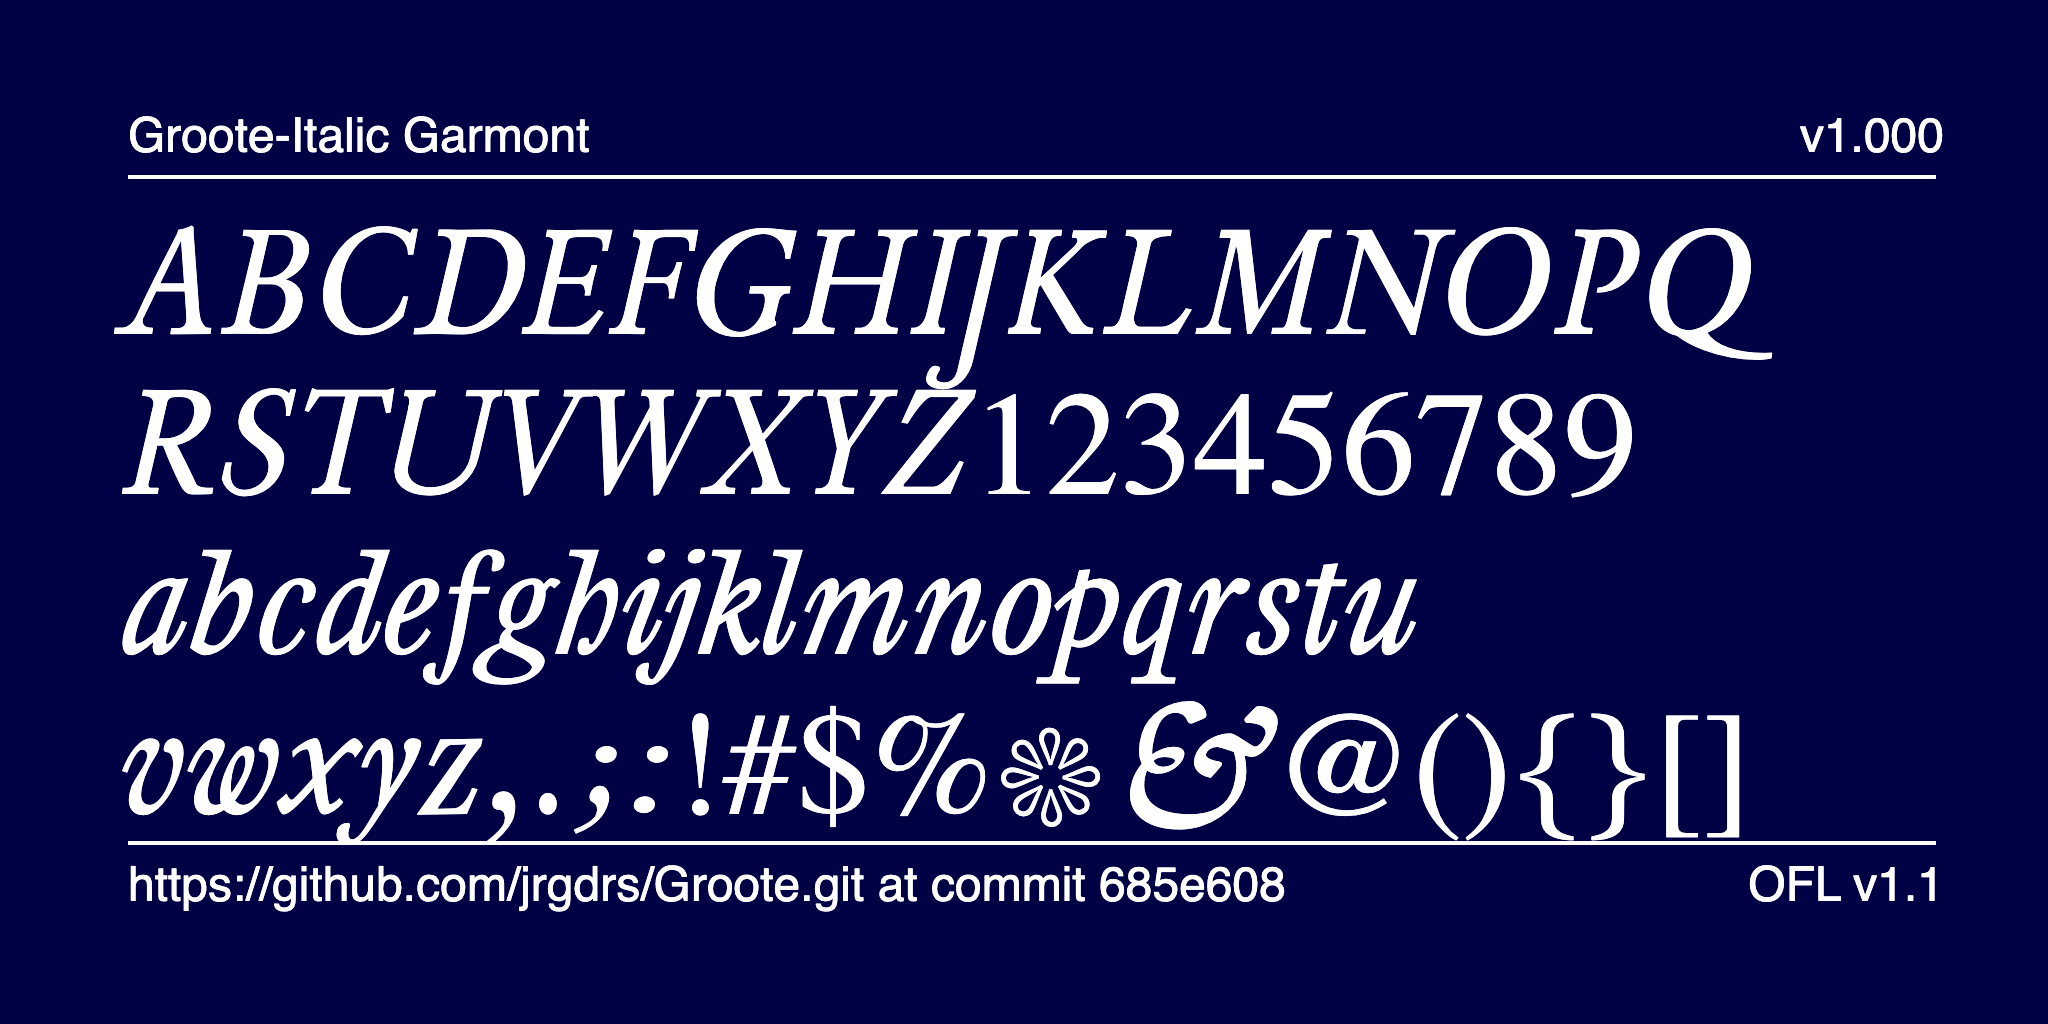 Groote-Italic Garmont v1.000
ABCDEFGHIJKLMNOPQ
RSTUVWXYZ123456789
abcdefghijklmnopqrstu
vwxyz,.;:!#$%*&@(){}[]
https://github.com/jrgdrs/Groote.git at commit 685e608 OFL v1.1